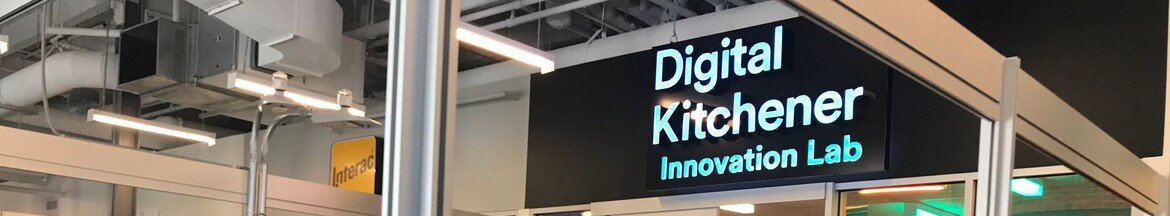 Digital
Kitchener
Innovation Lab
Interac